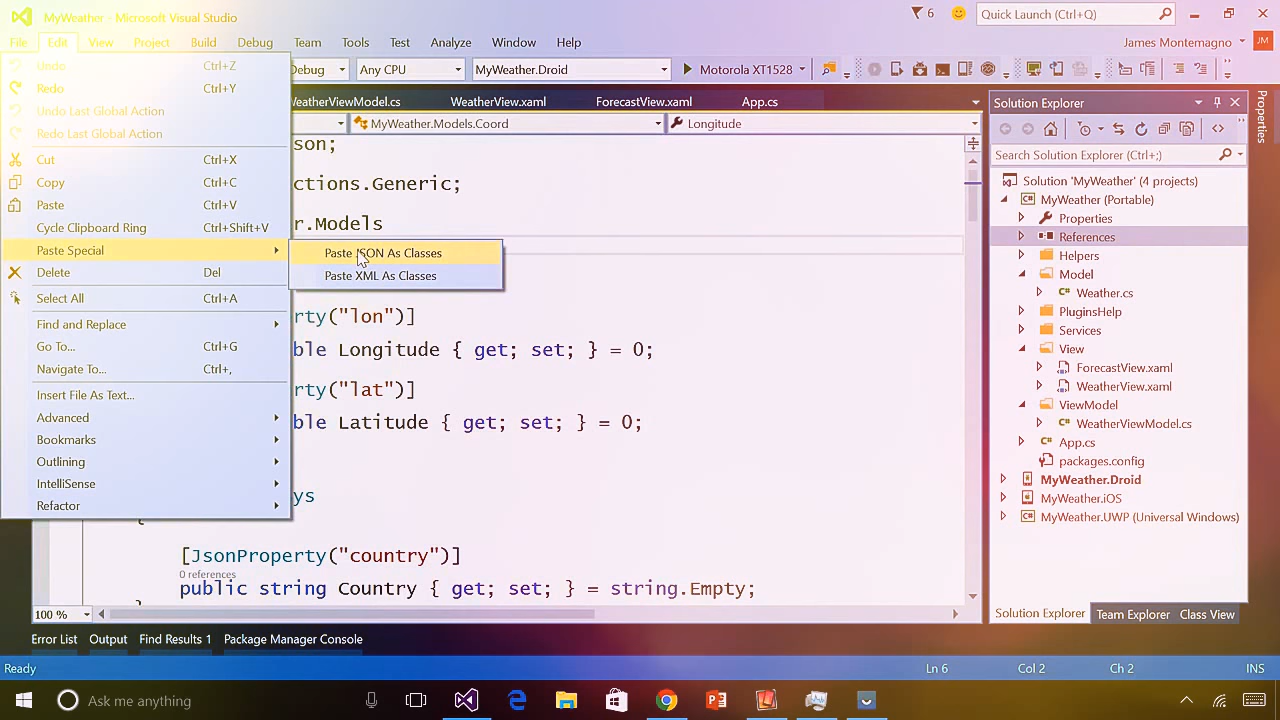 MyWeather - Microsoft Visual Studio
6
Quick Launch (Ctrl+Q)
File Edit View Project Build Debug Team Tools Test Analyze Window Help
James Montemagno JM
Debug Any CPU MyWeather.Droid Motorola XT1528
Undo Ctrl+Z
Redo Ctrl+Y
Undo Last Global Action
Redo Last Global Action
Cut Ctrl+X
Copy Ctrl+C
Paste Ctrl+V
Cycle Clipboard Ring Ctrl+Shift+V
Paste Special
Delete Del
Select All Ctrl+A
Find and Replace
Go To... Ctrl+G
Navigate To... Ctrl+,
Insert File As Text...
Advanced
Bookmarks
Outlining
IntelliSense
Refactor
Paste JSON As Classes
Paste XML As Classes
WeatherViewModel.cs WeatherView.xaml ForecastView.xaml App.cs
MyWeather.Models.Coord Longitude
son;
ctions.Generic;
r.Models
rty("lon")]
ble Longitude { get; set; } = 0;
rty("lat")]
ble Latitude { get; set; } = 0;
ys
{
[JsonProperty("country")]
0 references
public string Country { get; set; } = string.Empty;
100 %
Solution Explorer
Search Solution Explorer (Ctrl+;)
Solution 'MyWeather' (4 projects)
MyWeather (Portable)
Properties
References
Helpers
Model
Weather.cs
PluginsHelp
Services
View
ForecastView.xaml
WeatherView.xaml
ViewModel
WeatherViewModel.cs
App.cs
packages.config
MyWeather.Droid
MyWeather.iOS
MyWeather.UWP (Universal Windows)
Solution Explorer Team Explorer Class View
Properties
Error List Output Find Results 1 Package Manager Console
Ready Ln 6 Col 2 Ch 2 INS
Ask me anything